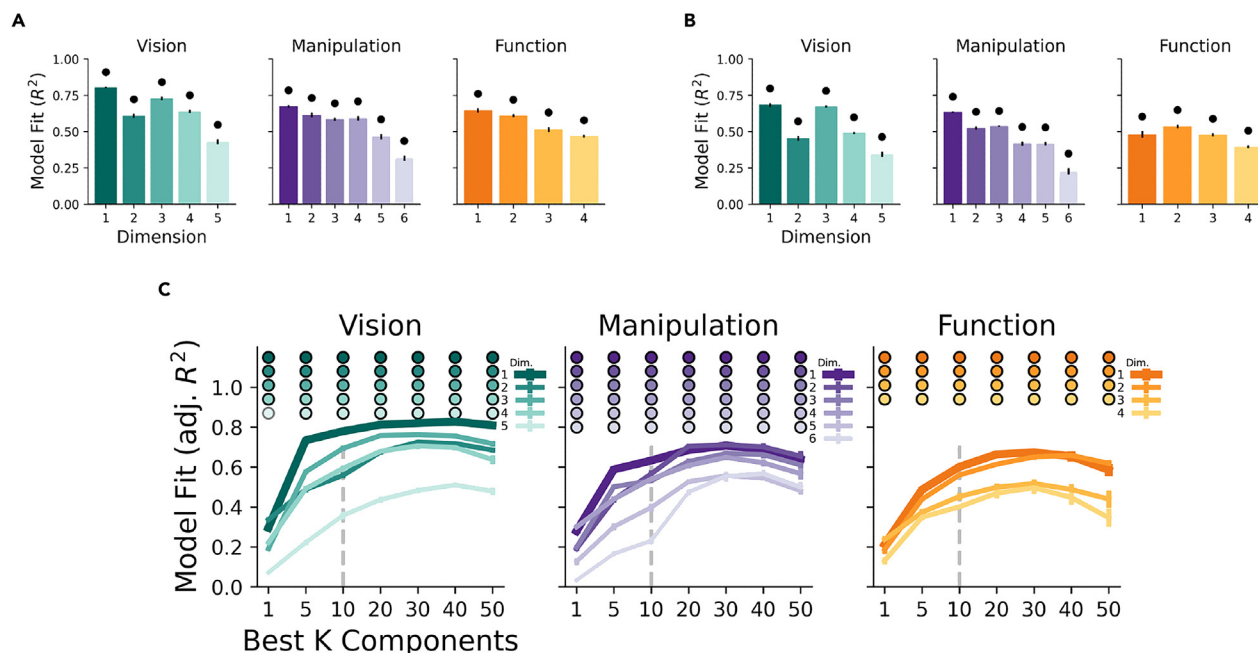 A
B
Vision
Manipulation
Function
Vision
Manipulation
Function
Model Fit (R²)
1.00
0.75
0.50
0.25
0.00
1 2 3 4 5
1 2 3 4 5 6
1 2 3 4
Dimension
Model Fit (R²)
1.00
0.75
0.50
0.25
0.00
1 2 3 4 5
1 2 3 4 5 6
1 2 3 4
Dimension
C
Vision
Manipulation
Function
Model Fit (adj. R²)
1.0
0.8
0.6
0.4
0.2
0.0
Dim.
1
2
3
4
5
Dim.
1
2
3
4
5
6
Dim.
1
2
3
4
1 5 10 20 30 40 50
1 5 10 20 30 40 50
1 5 10 20 30 40 50
Best K Components